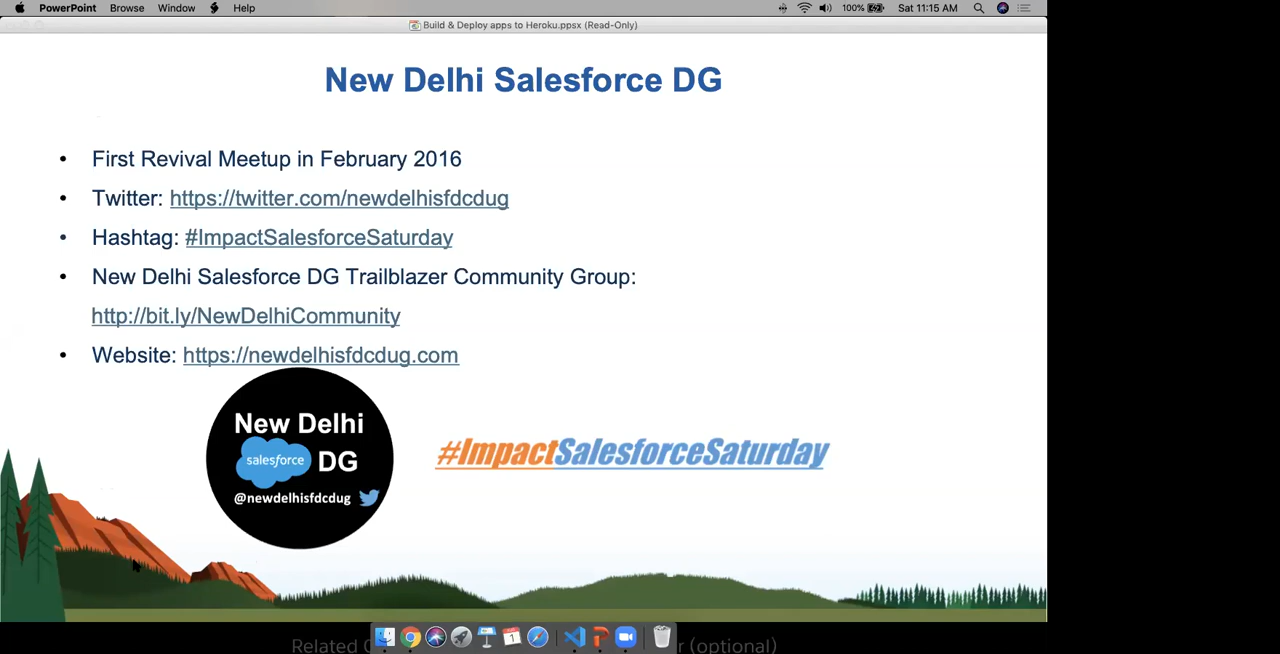 PowerPoint Browse Window Help 100% Sat 11:15 AM
Build & Deploy apps to Heroku.ppsx (Read-Only)
New Delhi Salesforce DG
• First Revival Meetup in February 2016
• Twitter: https://twitter.com/newdelhisfdcdug
• Hashtag: #ImpactSalesforceSaturday
• New Delhi Salesforce DG Trailblazer Community Group:
http://bit.ly/NewDelhiCommunity
• Website: https://newdelhisfdcdug.com
New Delhi
salesforce DG
@newdelhisfdcdug
#ImpactSalesforceSaturday
1
Related (optional)